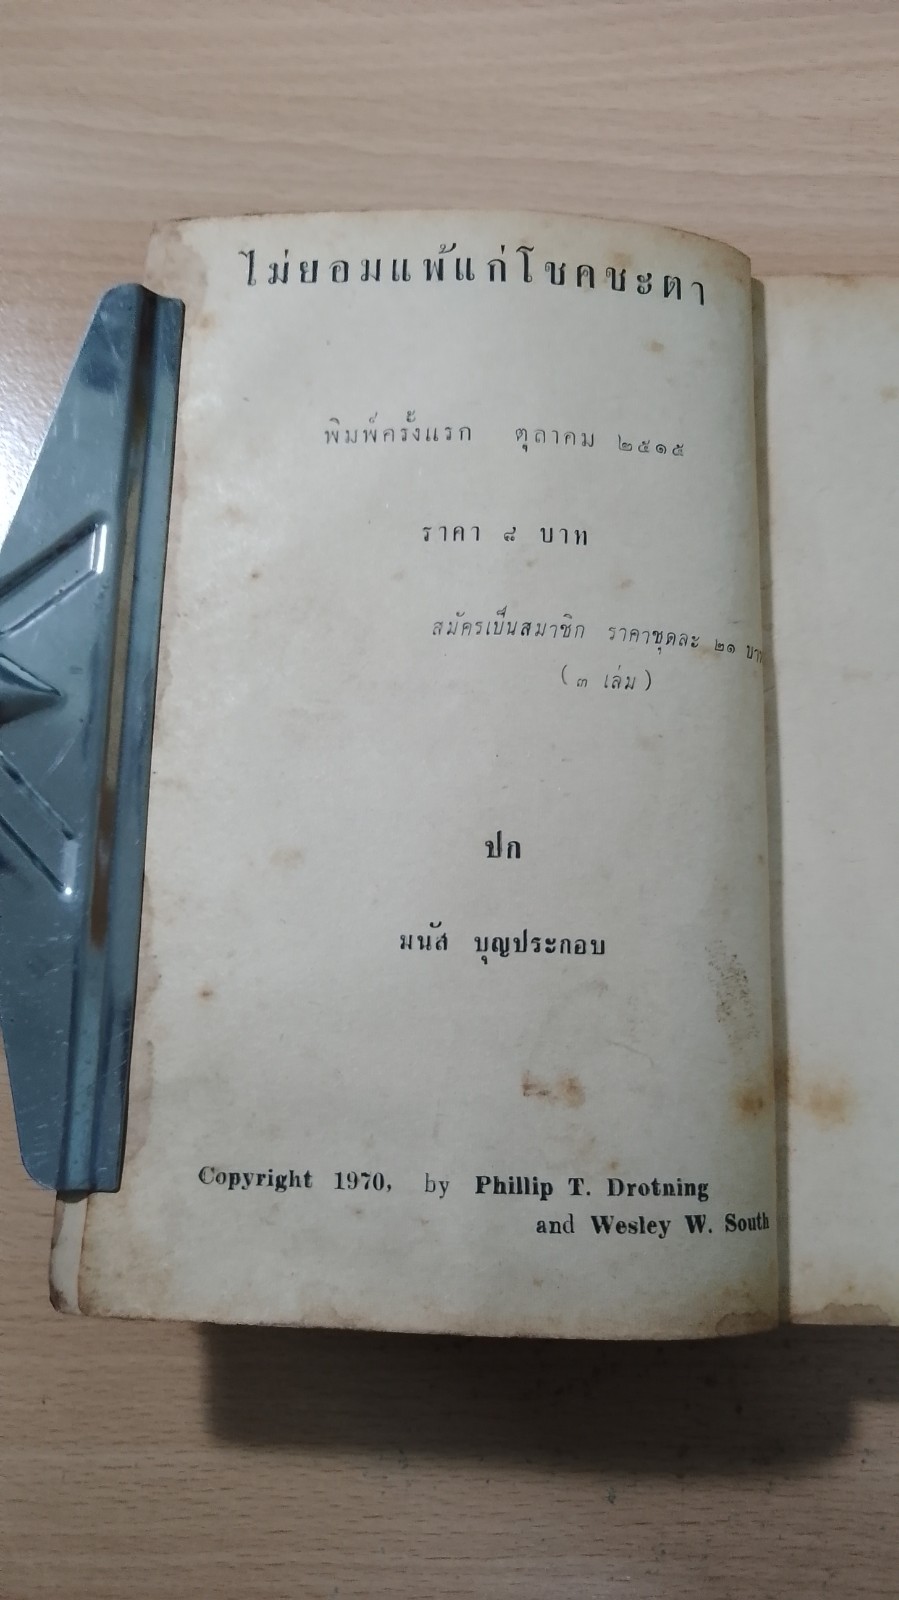 ไม่ยอมแพ้แก่โชคชะตา
พิมพ์ครั้งแรก ตุลาคม ๒๕๑๕
ราคา ๘ บาท
สมัครเป็นสมาชิก ราคาชุดละ ๒๑ บาท
( ๓ เล่ม )
ปก
มนัส บุญประกอบ
Copyright 1970, by Phillip T. Drotning
and Wesley W. South